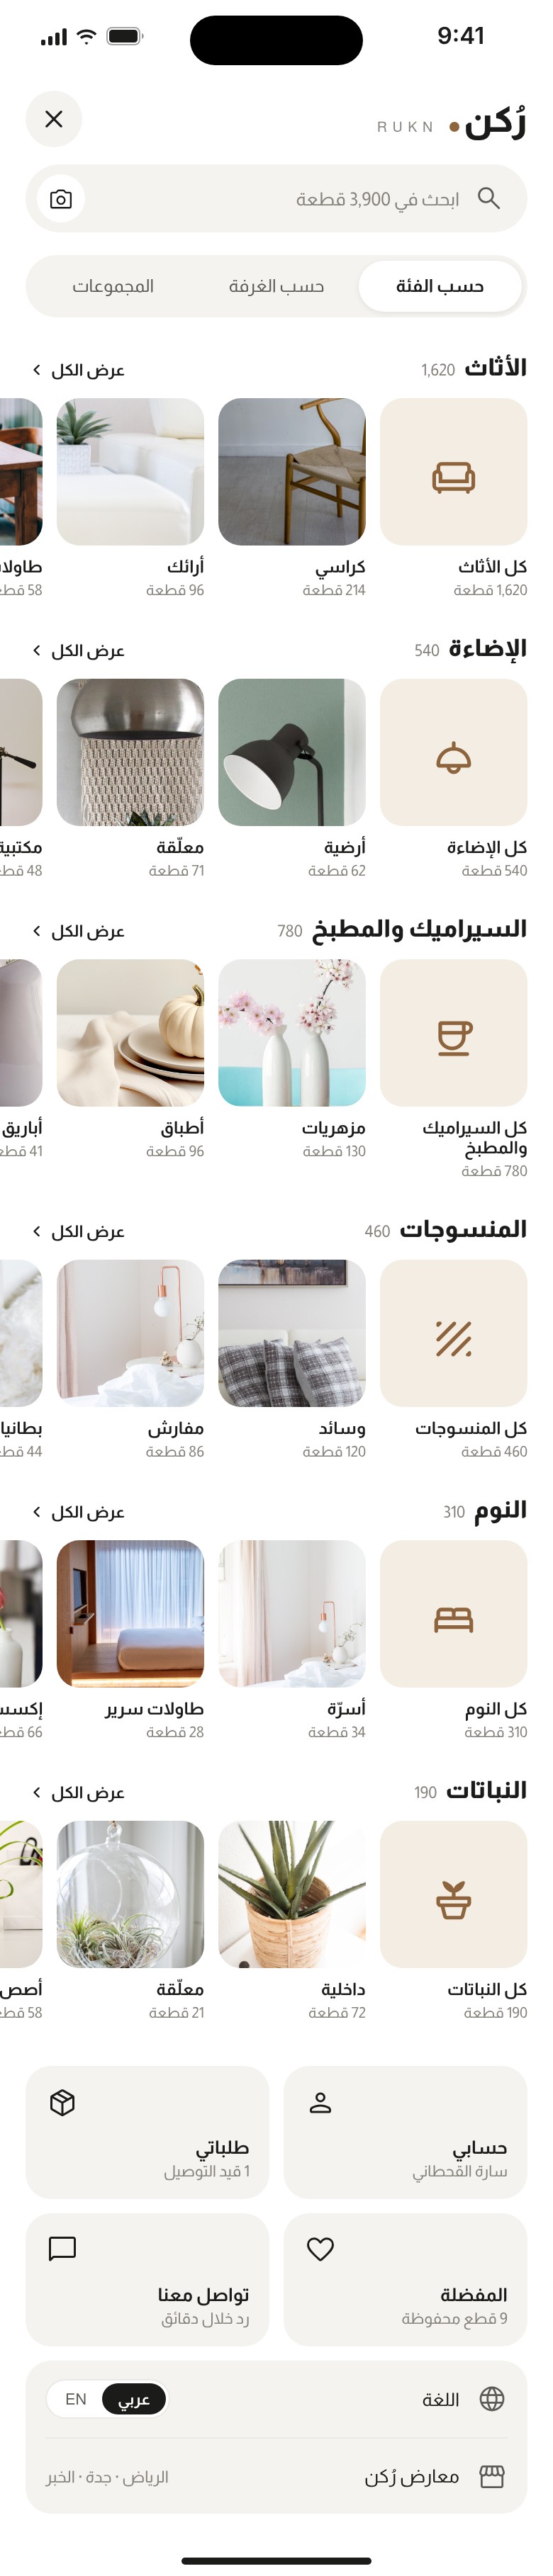 9:41
رُكن
RUKN
ابحث في 3,900 قطعة
حسب الفئة
حسب الغرفة
المجموعات
الأثاث 1,620
عرض الكل
كل الأثاث
1,620 قطعة
كراسي
214 قطعة
أرائك
96 قطعة
58
الإضاءة 540
عرض الكل
كل الإضاءة
540 قطعة
أرضية
62 قطعة
معلّقة
71 قطعة
48
السيراميك والمطبخ 780
عرض الكل
كل السيراميك
والمطبخ
780 قطعة
مزهريات
130 قطعة
أطباق
96 قطعة
أباريق
41
المنسوجات 460
عرض الكل
كل المنسوجات
460 قطعة
وسائد
120 قطعة
مفارش
86 قطعة
44
النوم 310
عرض الكل
كل النوم
310 قطعة
أسرّة
34 قطعة
طاولات سرير
28 قطعة
66
النباتات 190
عرض الكل
كل النباتات
190 قطعة
داخلية
72 قطعة
معلّقة
21 قطعة
أصص
58
حسابي
سارة القحطاني
طلباتي
1 قيد التوصيل
المفضلة
9 قطع محفوظة
تواصل معنا
رد خلال دقائق
اللغة
عربي
EN
معارض رُكن
الرياض · جدة · الخبر